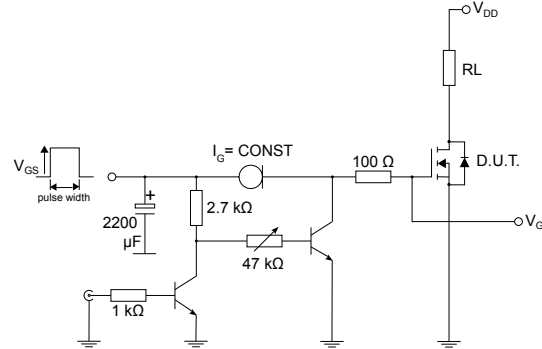 V_DD
RL
I_G= CONST
100 Ω
D.U.T.
V_GS
pulse width
+
2.7 kΩ
2200
μF
47 kΩ
V_G
1 kΩ